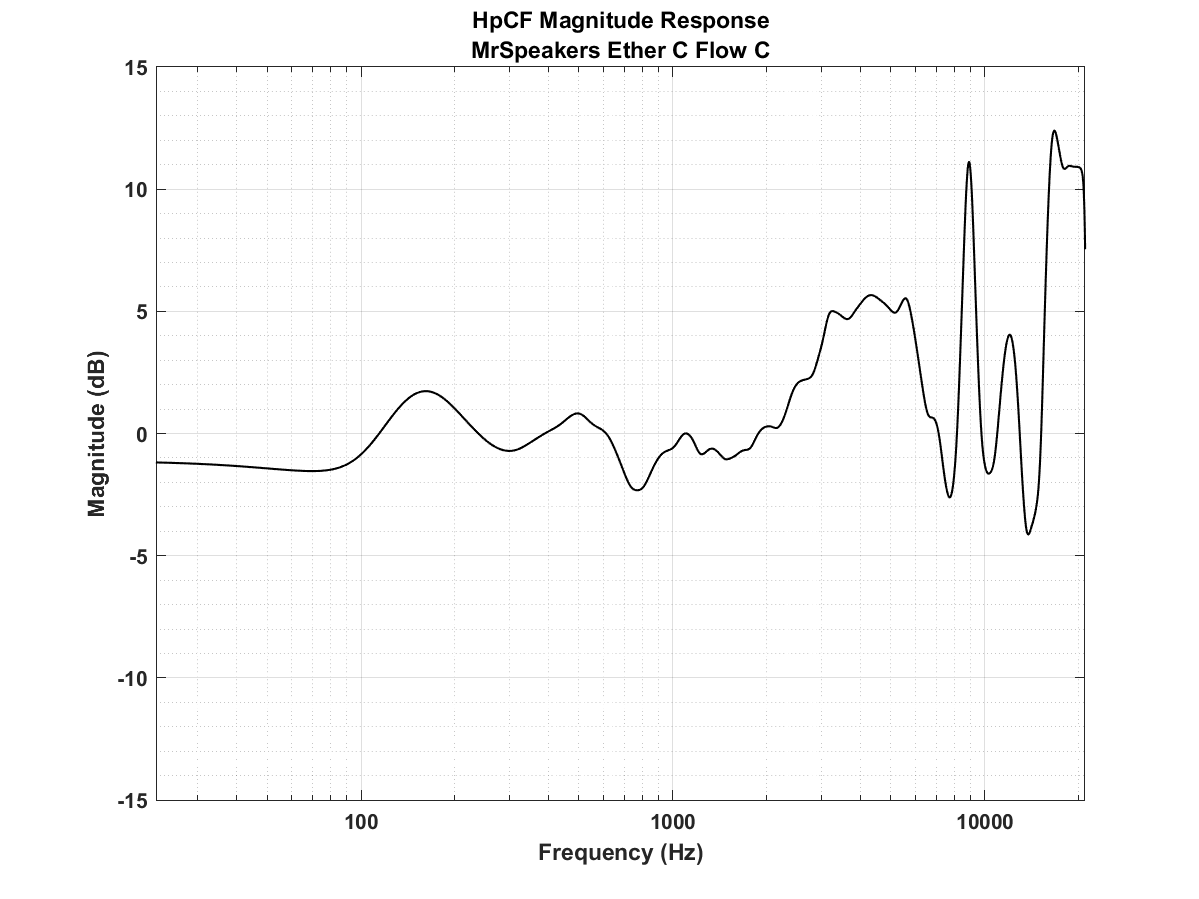 HpCF Magnitude Response
MrSpeakers Ether C Flow C
15
10
5
0
-5
-10
-15
Magnitude (dB)
100
1000
10000
Frequency (Hz)